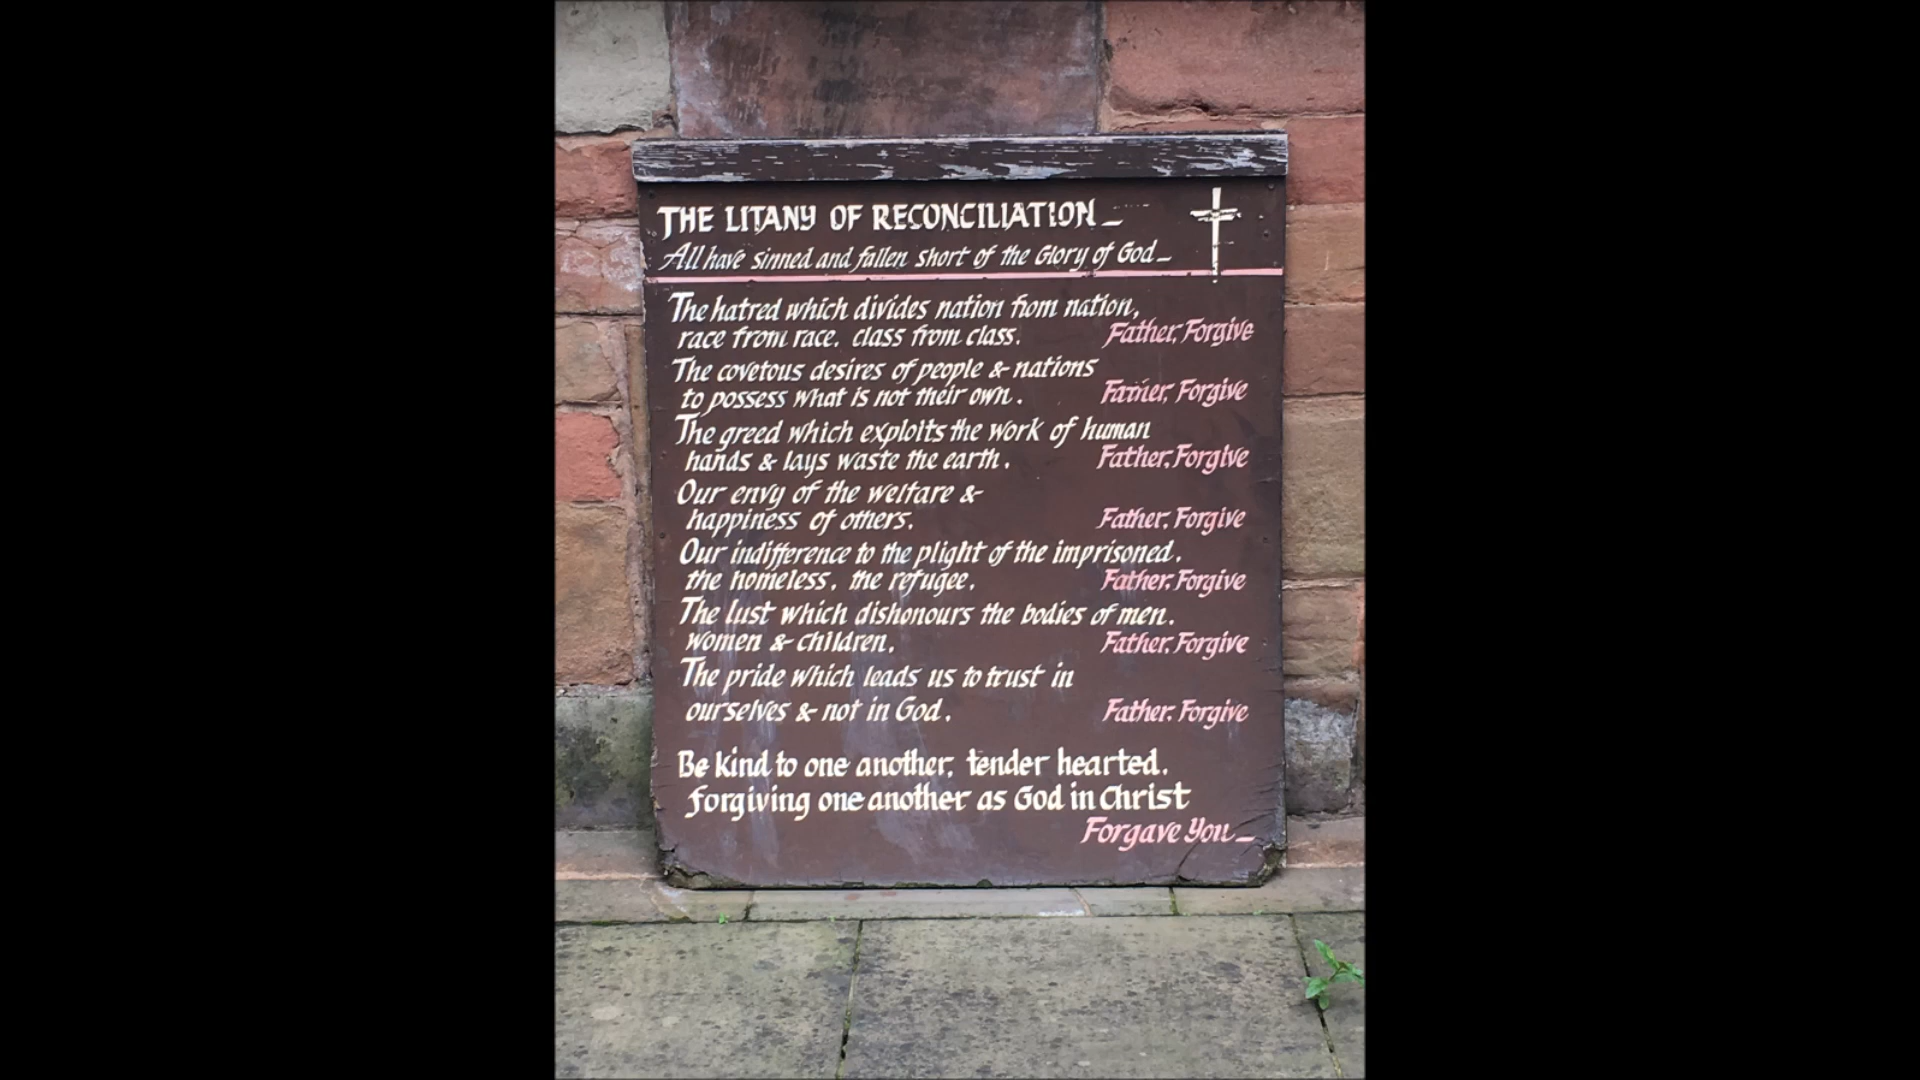 THE LITANY OF RECONCILIATION –
All have sinned and fallen short of the Glory of God –
The hatred which divides nation from nation,
race from race. class from class. Father, Forgive
The covetous desires of people & nations
to possess what is not their own. Father, Forgive
The greed which exploits the work of human
hands & lays waste the earth. Father, Forgive
Our envy of the welfare &
happiness of others. Father, Forgive
Our indifference to the plight of the imprisoned.
the homeless. the refugee. Father, Forgive
The lust which dishonours the bodies of men.
women & children. Father, Forgive
The pride which leads us to trust in
ourselves & not in God. Father. Forgive
Be kind to one another, tender hearted.
forgiving one another as God in Christ
Forgave You –